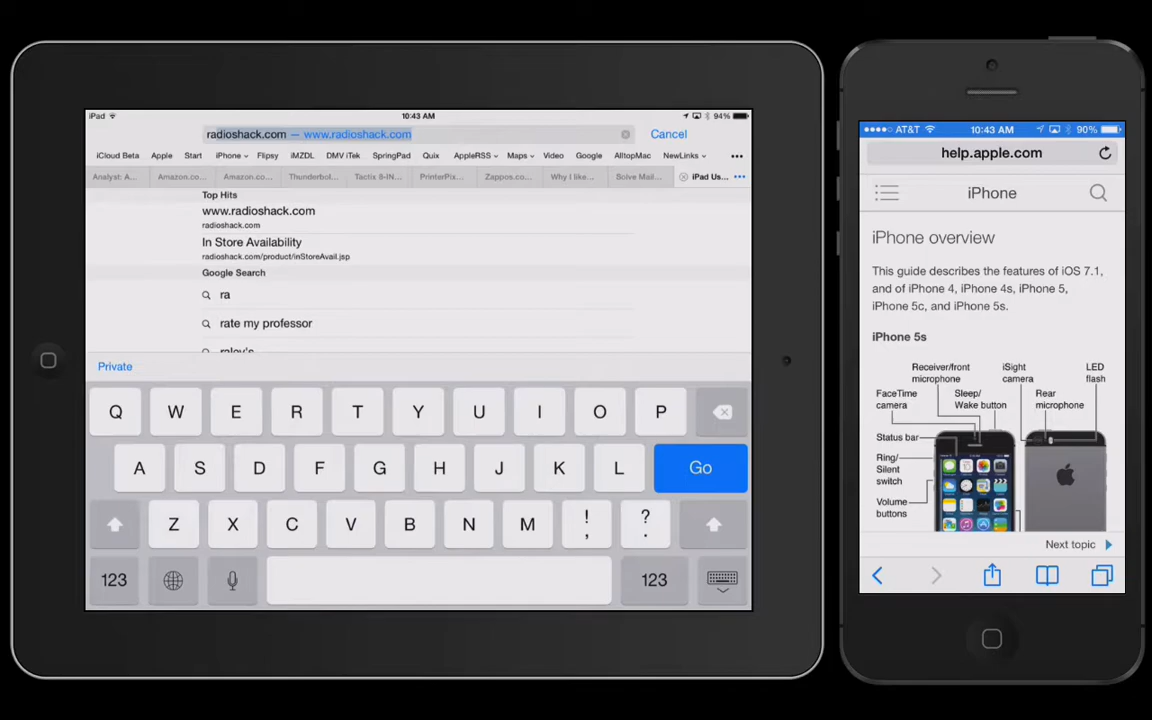 iPad 10:43 AM 94%
radioshack.com — www.radioshack.com Cancel
iCloud Beta Apple Start iPhone Flipsy iMZDL DMV iTek SpringPad Quix AppleRSS Maps Video Google AlltopMac NewLinks •••
Analyst: A... Amazon.co... Amazon.co... Thunderbol... Tactix 8-IN... PrinterPix... Zappos.co... Why I like... Solve Mail... iPad Us... •••
Top Hits
www.radioshack.com
radioshack.com
In Store Availability
radioshack.com/product/inStoreAvail.jsp
Google Search
ra
rate my professor
raley's
Private
Q W E R T Y U I O P
A S D F G H J K L Go
Z X C V B N M ! , ? .
123 123
AT&T 10:43 AM 90%
help.apple.com
iPhone
iPhone overview
This guide describes the features of iOS 7.1,
and of iPhone 4, iPhone 4s, iPhone 5,
iPhone 5c, and iPhone 5s.
iPhone 5s
Receiver/front
microphone
iSight
camera
LED
flash
FaceTime
camera
Sleep/
Wake button
Rear
microphone
Status bar
Ring/
Silent
switch
Volume
buttons
Next topic